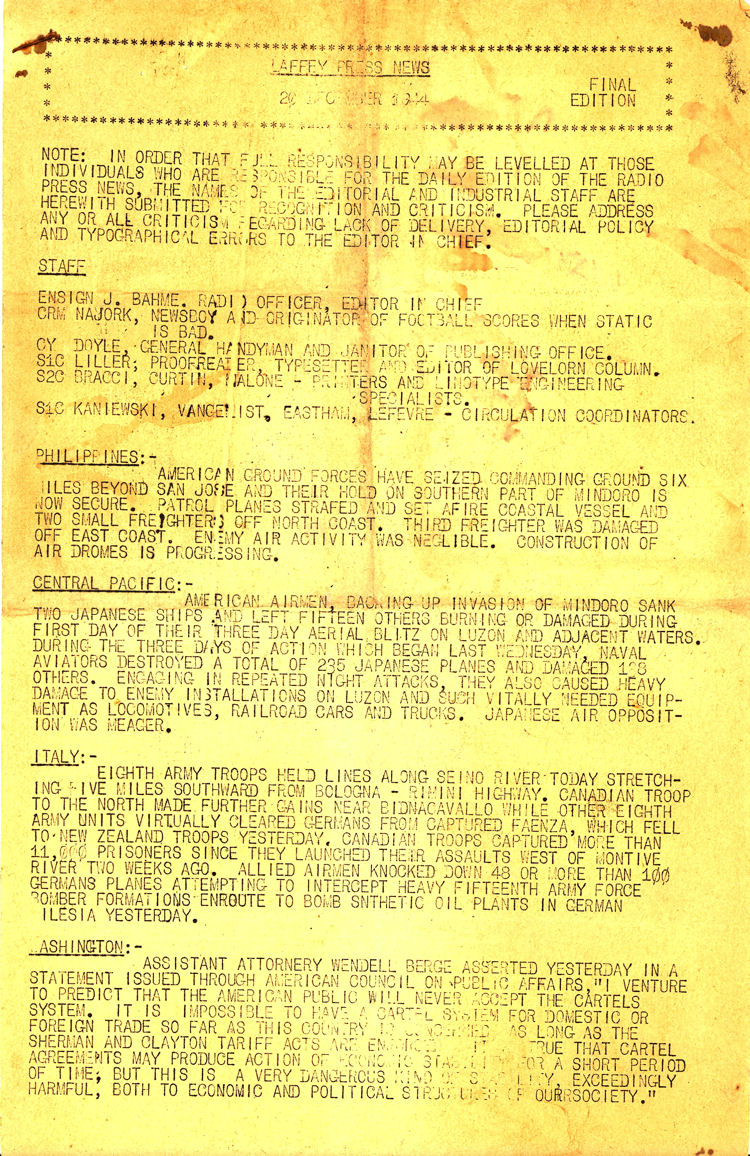 LAFFEY PRESS NEWS
20 DECEMBER 1944
FINAL
EDITION
NOTE: IN ORDER THAT FULL RESPONSIBILITY MAY BE LEVELLED AT THOSE
INDIVIDUALS WHO ARE RESPONSIBLE FOR THE DAILY EDITION OF THE RADIO
PRESS NEWS, THE NAMES OF THE EDITORIAL AND INDUSTRIAL STAFF ARE
HEREWITH SUBMITTED FOR RECOGNITION AND CRITICISM. PLEASE ADDRESS
ANY OR ALL CRITICISM REGARDING LACK OF DELIVERY, EDITORIAL POLICY
AND TYPOGRAPHICAL ERRORS TO THE EDITOR IN CHIEF.
STAFF
ENSIGN J. BAHME. RADIO OFFICER, EDITOR IN CHIEF
CRM NAJORK, NEWSBOY AND ORIGINATOR OF FOOTBALL SCORES WHEN STATIC
IS BAD.
CY DOYLE, GENERAL HANDYMAN AND JANITOR OF PUBLISHING OFFICE.
S1C LILLER; PROOFREATER, TYPESETTER AND EDITOR OF LOVELORN COLUMN.
S2C BRACCI, CURTIN, MALONE - PRINTERS AND LINOTYPE ENGINEERING
SPECIALISTS.
S1C KANIEWSKI, VANGELIST, EASTHAM, LEFEVRE - CIRCULATION COORDINATORS.
PHILIPPINES:-
AMERICAN GROUND FORCES HAVE SEIZED COMMANDING GROUND SIX
MILES BEYOND SAN JOSE AND THEIR HOLD ON SOUTHERN PART OF MINDORO IS
NOW SECURE. PATROL PLANES STRAFED AND SET AFIRE COASTAL VESSEL AND
TWO SMALL FREIGHTERS OFF NORTH COAST. THIRD FREIGHTER WAS DAMAGED
OFF EAST COAST. ENEMY AIR ACTIVITY WAS NEGLIBLE. CONSTRUCTION OF
AIR DROMES IS PROGRESSING.
CENTRAL PACIFIC:-
AMERICAN AIRMEN, BACKING UP INVASION OF MINDORO SANK
TWO JAPANESE SHIPS AND LEFT FIFTEEN OTHERS BURNING OR DAMAGED DURING
FIRST DAY OF THEIR THREE DAY AERIAL BLITZ ON LUZON AND ADJACENT WATERS.
DURING THE THREE DAYS OF ACTION WHICH BEGAN LAST WEDNESDAY, NAVAL
AVIATORS DESTROYED A TOTAL OF 235 JAPANESE PLANES AND DAMAGED
OTHERS. ENGAGING IN REPEATED NIGHT ATTACKS, THEY ALSO CAUSED HEAVY
DAMAGE TO ENEMY INSTALLATIONS ON LUZON AND SUCH VITALLY NEEDED EQUIP-
MENT AS LOCOMOTIVES, RAILROAD CARS AND TRUCKS. JAPANESE AIR OPPOSIT-
ION WAS MEAGER.
ITALY:-
EIGHTH ARMY TROOPS HELD LINES ALONG SEINO RIVER TODAY STRETCH-
ING FIVE MILES SOUTHWARD FROM BOLOGNA - RIMINI HIGHWAY. CANADIAN TROOP
TO THE NORTH MADE FURTHER GAINS NEAR BIDNACAVALLO WHILE OTHER EIGHTH
ARMY UNITS VIRTUALLY CLEARED GERMANS FROM CAPTURED FAENZA, WHICH FELL
TO NEW ZEALAND TROOPS YESTERDAY. CANADIAN TROOPS CAPTURED MORE THAN
11,000 PRISONERS SINCE THEY LAUNCHED THEIR ASSAULTS WEST OF MONTIVE
RIVER TWO WEEKS AGO. ALLIED AIRMEN KNOCKED DOWN 48 OR MORE THAN 100
GERMANS PLANES ATTEMPTING TO INTERCEPT HEAVY FIFTEENTH ARMY FORCE
BOMBER FORMATIONS ENROUTE TO BOMB SNTHETIC OIL PLANTS IN GERMAN
ILESIA YESTERDAY.
WASHINGTON:-
ASSISTANT ATTORNERY WENDELL BERGE ASSERTED YESTERDAY IN A
STATEMENT ISSUED THROUGH AMERICAN COUNCIL ON PUBLIC AFFAIRS,"I VENTURE
TO PREDICT THAT THE AMERICAN PUBLIC WILL NEVER ACCEPT THE CARTELS
SYSTEM. IT IS IMPOSSIBLE TO HAVE A CARTEL SYSTEM FOR DOMESTIC OR
FOREIGN TRADE SO FAR AS THIS COUNTRY IS CONCERNED AS LONG AS THE
SHERMAN AND CLAYTON TARIFF ACTS ARE ENFORCED. IT IS TRUE THAT CARTEL
AGREEMENTS MAY PRODUCE ACTION OF ECONOMIC STABILITY FOR A SHORT PERIOD
OF TIME; BUT THIS IS A VERY DANGEROUS KIND OF STABILITY, EXCEEDINGLY
HARMFUL, BOTH TO ECONOMIC AND POLITICAL STRUCTURES OF OURRSOCIETY."